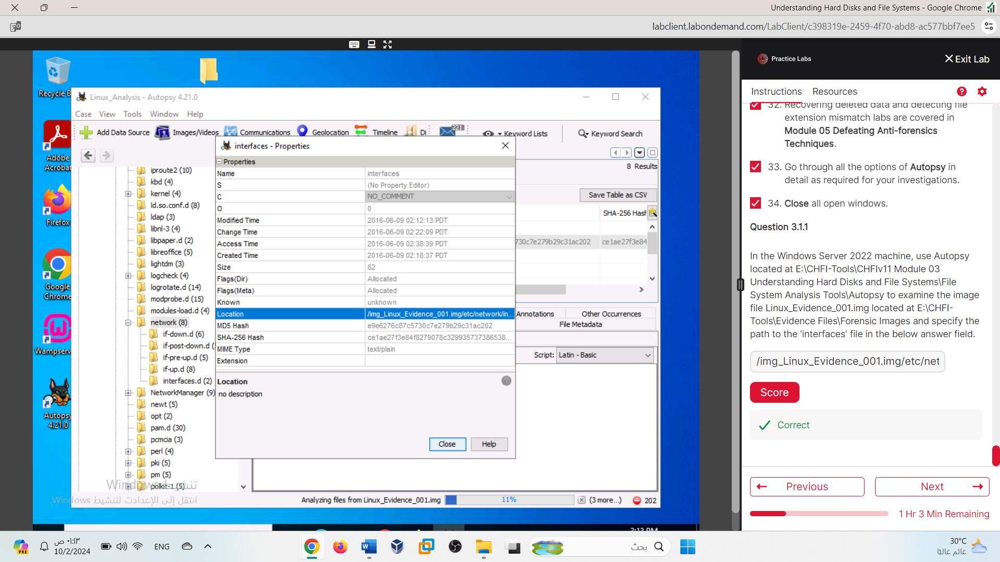 Understanding Hard Disks and File Systems - Google Chrome
labclient.labondemand.com/LabClient/c398319e-2459-4f70-abd8-ac577bbf7ee5
Recycle B
Adobe
Acrobat
Firefox
Google
Chrome
Wampserv
Autopsy
4.21.0
Linux_Analysis - Autopsy 4.21.0
Case View Tools Window Help
Add Data Source Images/Videos Communications Geolocation Timeline Di 221 Keyword Lists Keyword Search
8 Results
Save Table as CSV
SHA-256 Hash
730c7e279b29c31ac202 ce1ae27f3e84
Annotations Other Occurrences
File Metadata
Script: Latin - Basic
iproute2 (10)
kbd (4)
kernel (4)
ld.so.conf.d (8)
ldap (3)
libnl-3 (4)
libpaper.d (2)
libreoffice (5)
lightdm (3)
logcheck (4)
logrotate.d (14)
modprobe.d (15)
modules-load.d (4)
network (8)
if-down.d (6)
if-post-down.d (
if-pre-up.d (5)
if-up.d (8)
interfaces.d (2)
NetworkManager (9)
newt (5)
opt (2)
pam.d (30)
pcmcia (3)
perl (4)
pki (5)
pm (5)
polkit-1 (5)
interfaces - Properties
Properties
Name interfaces
S (No Property Editor)
C NO_COMMENT
O 0
Modified Time 2016-06-09 02:12:13 PDT
Change Time 2016-06-09 02:22:09 PDT
Access Time 2016-06-09 02:38:39 PDT
Created Time 2016-06-09 02:18:37 PDT
Size 82
Flags(Dir) Allocated
Flags(Meta) Allocated
Known unknown
Location /img_Linux_Evidence_001.img/etc/network/in...
MD5 Hash e9e6276c87c5730c7e279b29c31ac202
SHA-256 Hash ce1ae27f3e84f8279078c329935737386538...
MIME Type text/plain
Extension
Location
no description
Close Help
Analyzing files from Linux_Evidence_001.img 11% (3 more...) 202
تنشيط Windows
انتقل إلى الإعدادات لتنشيط Windows.
Practice Labs
Exit Lab
Instructions Resources
32. Recovering deleted data and detecting file
extension mismatch labs are covered in
Module 05 Defeating Anti-forensics
Techniques.
33. Go through all the options of Autopsy in
detail as required for your investigations.
34. Close all open windows.
Question 3.1.1
In the Windows Server 2022 machine, use Autopsy
located at E:\CHFI-Tools\CHFIv11 Module 03
Understanding Hard Disks and File Systems\File
System Analysis Tools\Autopsy to examine the image
file Linux_Evidence_001.img located at E:\CHFI-
Tools\Evidence Files\Forensic Images and specify the
path to the 'interfaces' file in the below answer field.
/img_Linux_Evidence_001.img/etc/net
Score
Correct
Previous Next
1 Hr 3 Min Remaining
3:13 PM
PRE
٠١:١٣ ص
10/2/2024
ENG
بحث
30°C
غائم غالبًا